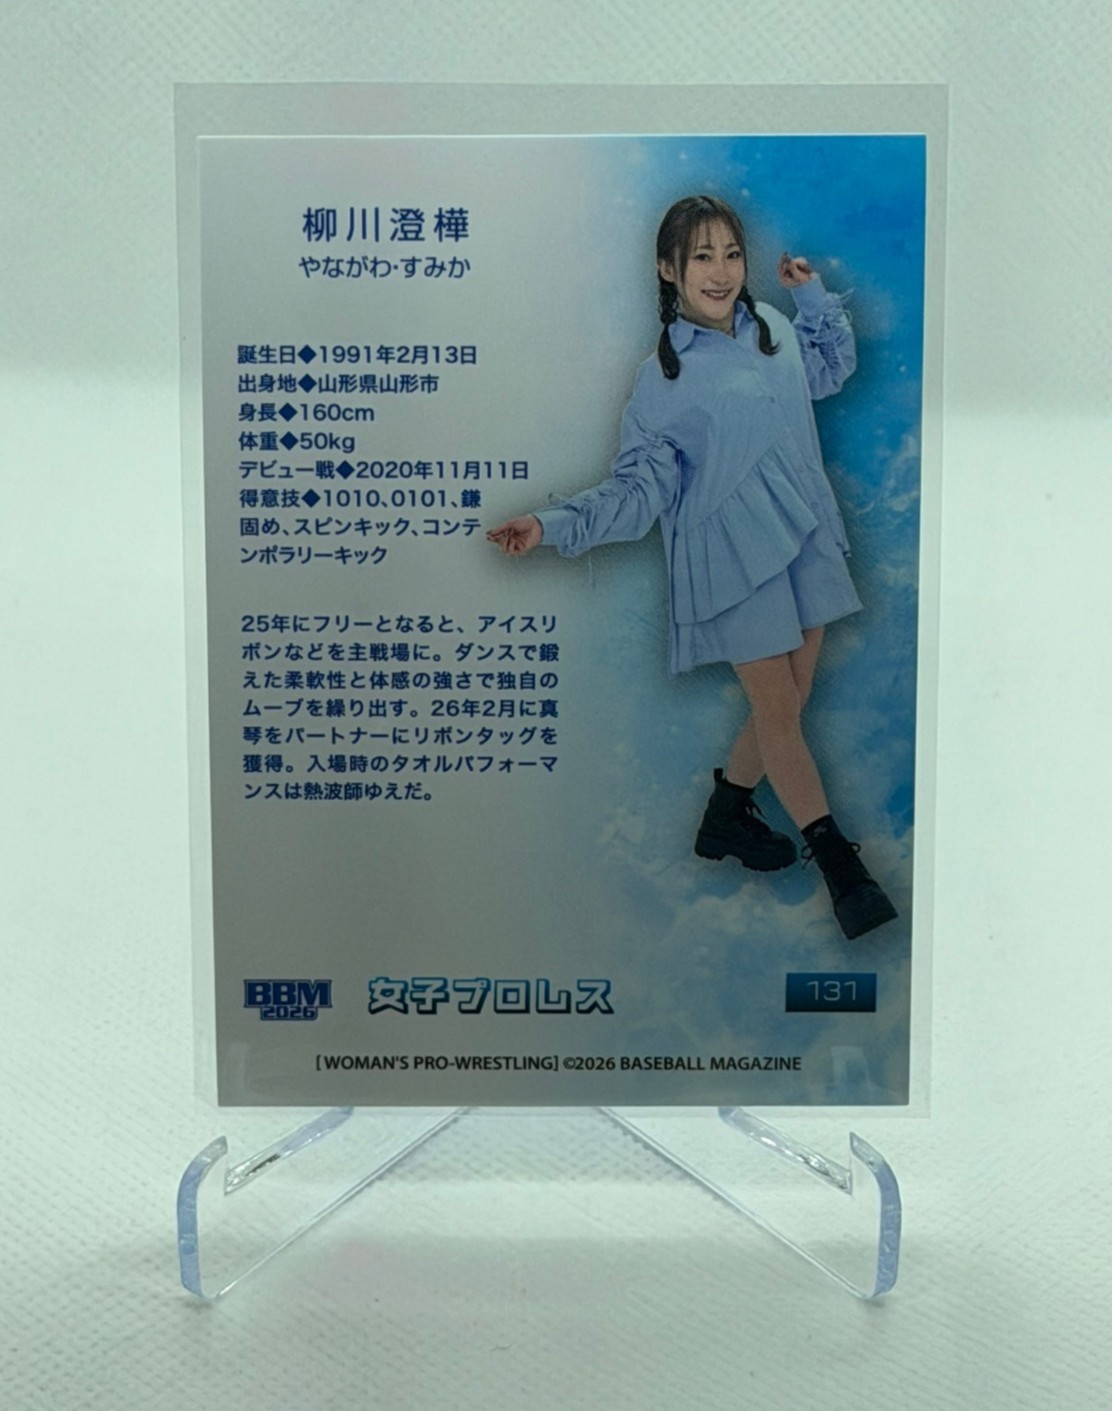 柳川澄樺
やながわ・すみか
誕生日◆1991年2月13日
出身地◆山形県山形市
身長◆160cm
体重◆50kg
デビュー戦◆2020年11月11日
得意技◆1010、0101、鎌
固め、スピンキック、コンテ
ンポラリーキック
25年にフリーとなると、アイスリ
ボンなどを主戦場に。ダンスで鍛
えた柔軟性と体感の強さで独自の
ムーブを繰り出す。26年2月に真
琴をパートナーにリボンタッグを
獲得。入場時のタオルパフォーマ
ンスは熱波師ゆえだ。
BBM
2026
女子プロレス
131
[WOMAN'S PRO-WRESTLING] ©2026 BASEBALL MAGAZINE